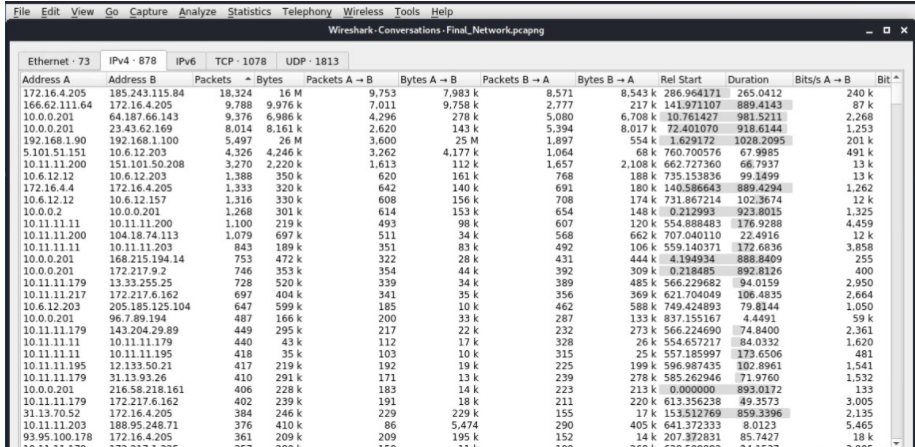 File Edit View Go Capture Analyze Statistics Telephony Wireless Tools Help
Wireshark · Conversations · Final_Network.pcapng
Ethernet · 73 IPv4 · 878 IPv6 TCP · 1078 UDP · 1813
Address A Address B Packets Bytes Packets A → B Bytes A → B Packets B → A Bytes B → A Rel Start Duration Bits/s A → B Bit
172.16.4.205 185.243.115.84 18,324 16 M 9,753 7,983 k 8,571 8,543 k 286.964171 265.0412 240 k
166.62.111.64 172.16.4.205 9,788 9,976 k 7,011 9,758 k 2,777 217 k 141.971107 889.4143 87 k
10.0.0.201 64.187.66.143 9,376 6,986 k 4,296 278 k 5,080 6,708 k 10.761427 981.5211 2,268
10.0.0.201 23.43.62.169 8,014 8,161 k 2,620 143 k 5,394 8,017 k 72.401070 918.6144 1,253
192.168.1.90 192.168.1.100 5,497 26 M 3,600 25 M 1,897 554 k 1.629172 1028.2095 201 k
5.101.51.151 10.6.12.203 4,326 4,246 k 3,262 4,177 k 1,064 68 k 760.700576 67.9985 491 k
10.11.11.200 151.101.50.208 3,270 2,220 k 1,613 112 k 1,657 2,108 k 662.727360 66.7937 13 k
10.6.12.12 10.6.12.203 1,388 350 k 620 161 k 768 188 k 735.153836 99.1499 13 k
172.16.4.4 172.16.4.205 1,333 320 k 642 140 k 691 180 k 140.586643 889.4294 1,262
10.6.12.12 10.6.12.157 1,316 330 k 608 156 k 708 174 k 731.867214 102.3674 12 k
10.0.0.2 10.0.0.201 1,268 301 k 614 153 k 654 148 k 0.212993 923.8015 1,325
10.11.11.11 10.11.11.200 1,100 219 k 493 98 k 607 120 k 554.888483 176.9288 4,459
10.11.11.200 104.18.74.113 1,079 697 k 511 34 k 568 662 k 707.040110 22.4916 12 k
10.11.11.11 10.11.11.203 843 189 k 351 83 k 492 106 k 559.140371 172.6836 3,858
10.0.0.201 168.215.194.14 753 472 k 322 28 k 431 444 k 4.194934 888.8409 255
10.0.0.201 172.217.9.2 746 353 k 354 44 k 392 309 k 0.218485 892.8126 400
10.11.11.179 13.33.255.25 728 520 k 339 34 k 389 485 k 566.229682 94.0159 2,950
10.11.11.217 172.217.6.162 697 404 k 341 35 k 356 369 k 621.704049 106.4835 2,664
10.6.12.203 205.185.125.104 647 599 k 185 10 k 462 588 k 749.424893 79.8144 1,050
10.0.0.201 96.7.89.194 487 166 k 200 33 k 287 133 k 837.155167 4.4491 59 k
10.11.11.179 143.204.29.89 449 295 k 217 22 k 232 273 k 566.224690 74.8400 2,361
10.11.11.11 10.11.11.179 440 43 k 112 17 k 328 26 k 554.657217 84.0332 1,620
10.11.11.11 10.11.11.195 418 35 k 103 10 k 315 25 k 557.185997 173.6506 481
10.11.11.195 12.133.50.21 417 219 k 192 19 k 225 199 k 596.987435 102.8961 1,541
10.11.11.179 31.13.93.26 410 291 k 171 13 k 239 278 k 585.262946 71.9760 1,532
10.0.0.201 216.58.218.161 406 228 k 183 14 k 223 213 k 0.000000 893.0172 133
10.11.11.179 172.217.6.162 402 239 k 191 18 k 211 220 k 613.356238 49.3575 3,005
31.13.70.52 172.16.4.205 384 246 k 229 229 k 155 17 k 153.512769 859.3396 2,135
10.11.11.203 188.95.248.71 376 410 k 86 5,474 290 405 k 641.372333 8.0123 5,465
93.95.100.178 172.16.4.205 361 209 k 209 195 k 152 14 k 207.392831 85.7427 18 k